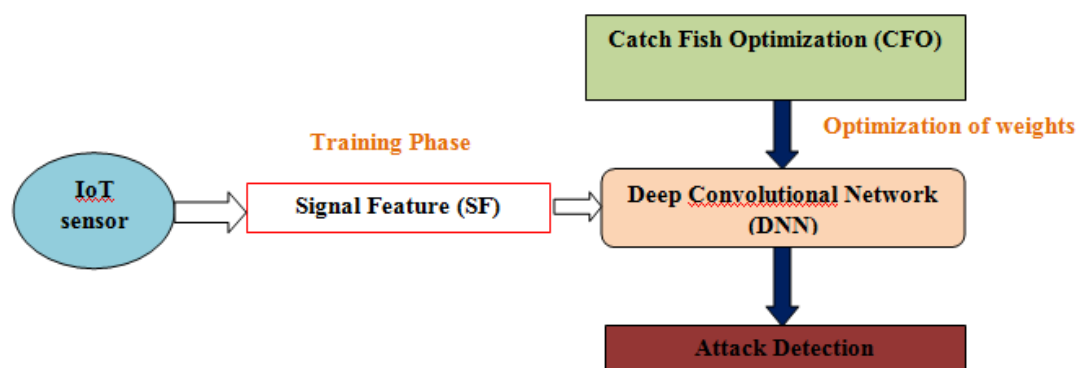 Catch Fish Optimization (CFO)
Optimization of weights
Training Phase
IoT
sensor
Signal Feature (SF)
Deep Convolutional Network
(DNN)
Attack Detection